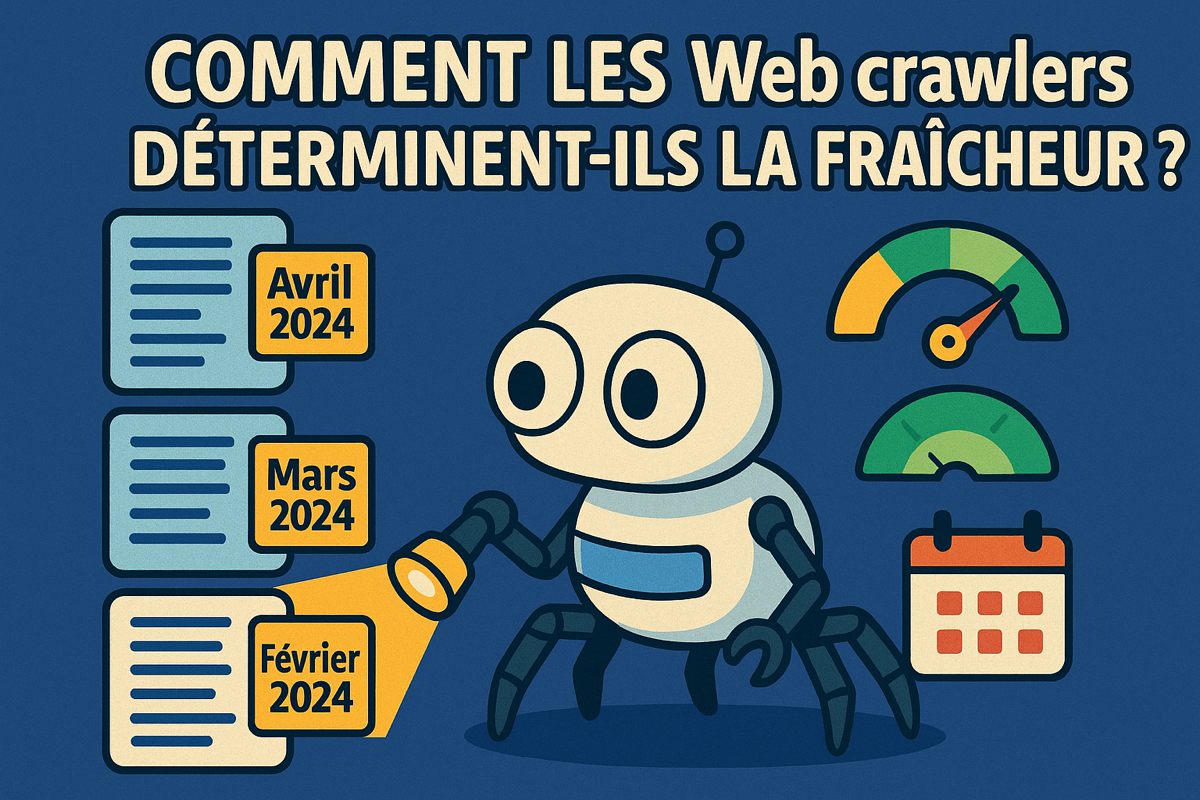 COMMENT LES Web crawlers
DÉTERMINENT-ILS LA FRAÎCHEUR ?
Avril
2024
Mars
2024
Février
2024